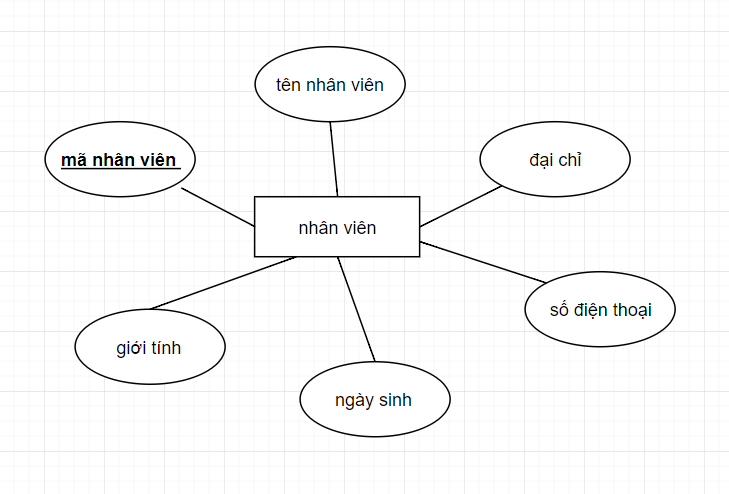 tên nhân viên
mã nhân viên
đại chỉ
nhân viên
số điện thoại
giới tính
ngày sinh